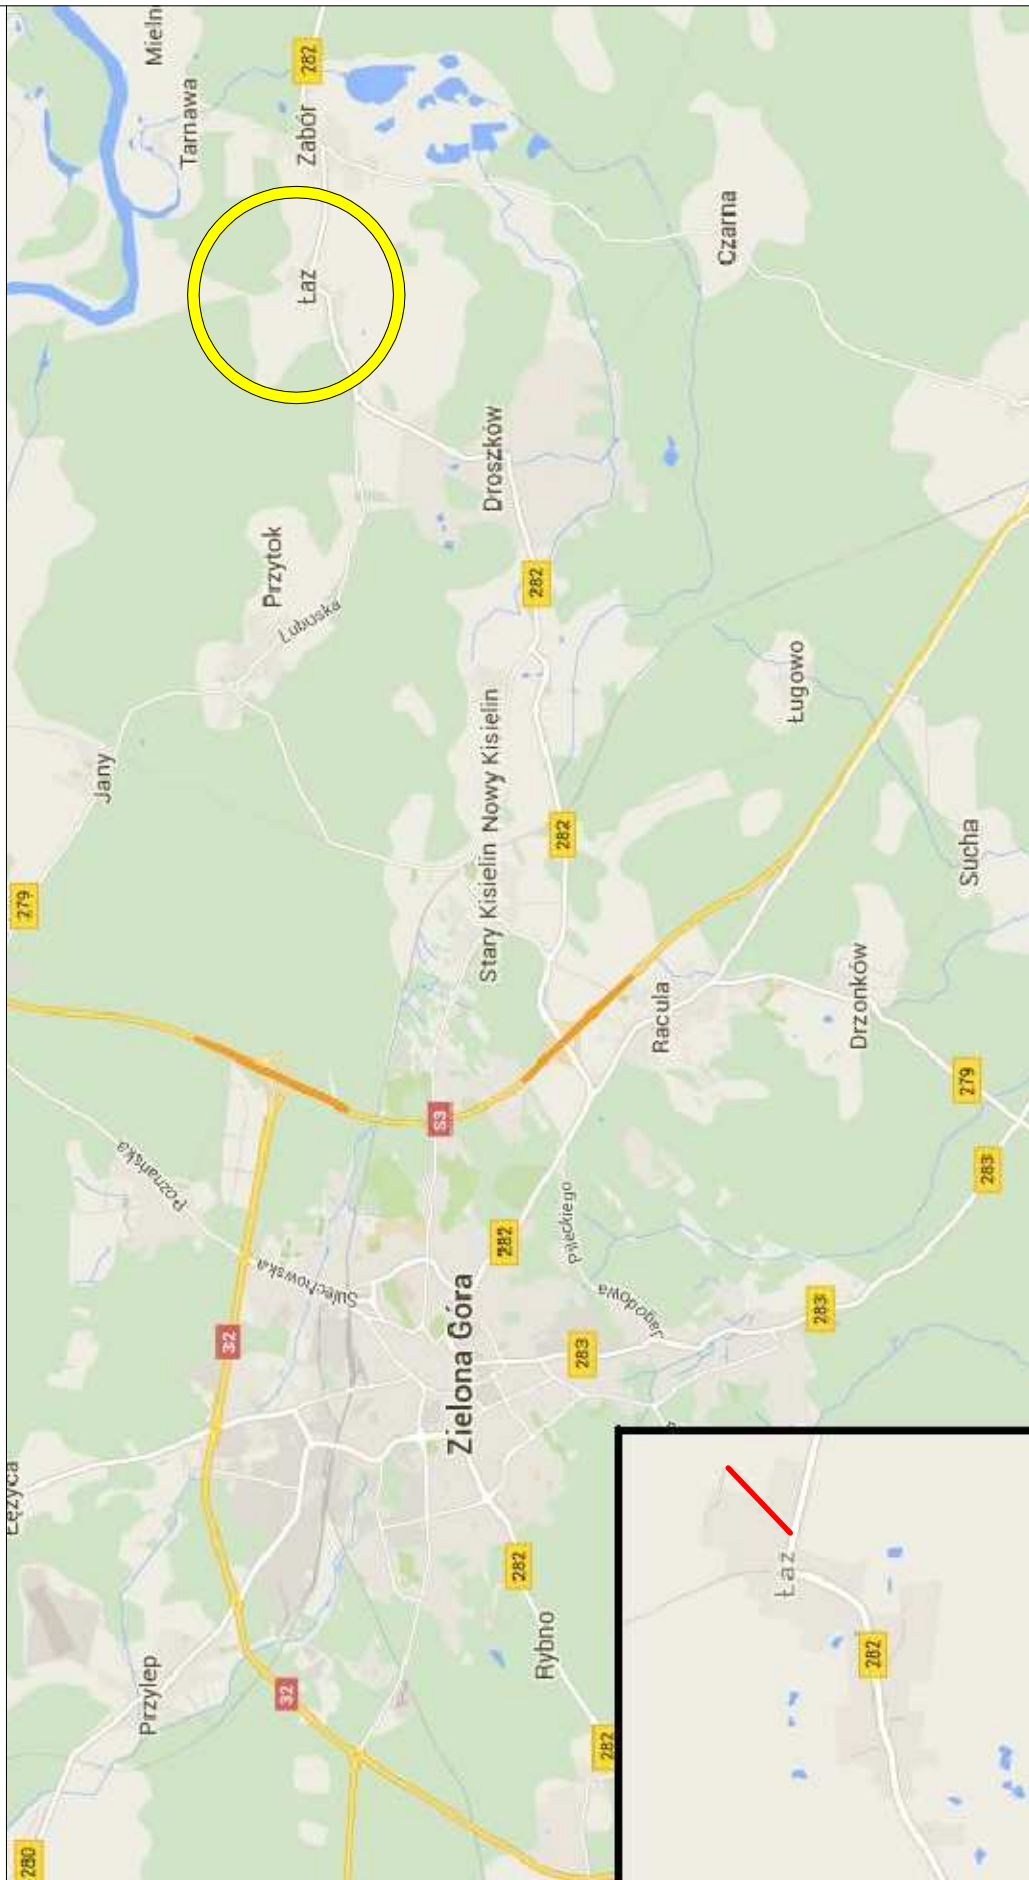 282
Mieln
Tarnawa
Zabór
Łaz
Czarna
Droszków
Przytok
Lubuska
282
Ługowo
Jany
Stary Kisielin Nowy Kisielin
282
Sucha
279
Racula
Drzonków
279
S3
Poznańska
283
Pileckiego
282
Sulechowska
Jagodowa
283
Zielona Góra
32
283
Łężyca
282
Rybno
Przylep
32
282
280
Łaz
282